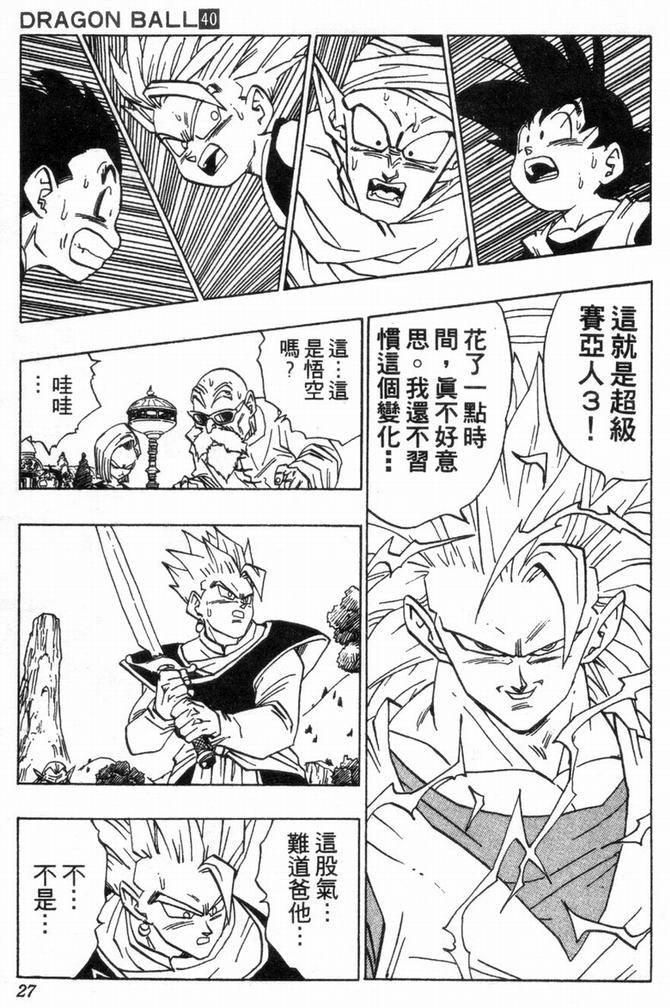 DRAGON BALL 40
這就是超級
賽亞人3！
花了一點時
間，真不好意
思。我還不習
慣這個變化…
這…這
是悟空
嗎？
哇哇
…
這股氣…
難道爸他…
不…
不是…
27